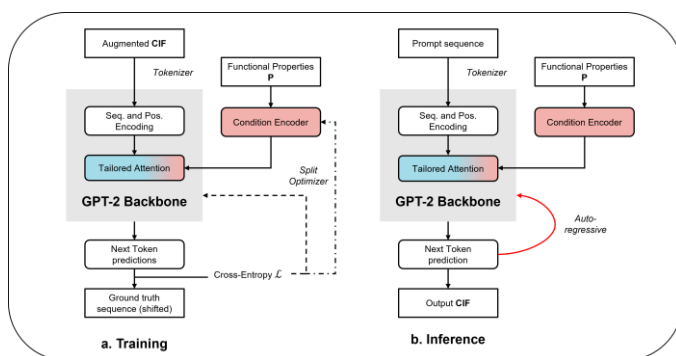 Augmented CIF
Tokenizer
Functional Properties
P
Seq. and Pos.
Encoding
Condition Encoder
Tailored Attention
Split
Optimizer
GPT-2 Backbone
Next Token
predictions
Cross-Entropy ℒ
Ground truth
sequence (shifted)
a. Training
Prompt sequence
Tokenizer
Functional Properties
P
Seq. and Pos.
Encoding
Condition Encoder
Tailored Attention
GPT-2 Backbone
Auto-
regressive
Next Token
prediction
Output CIF
b. Inference